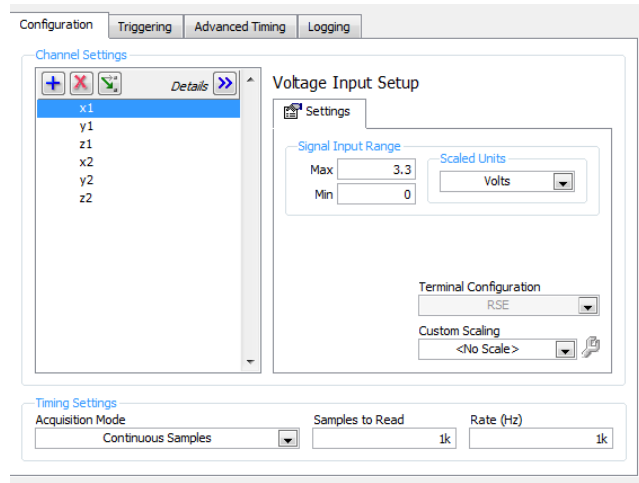 Configuration Triggering Advanced Timing Logging
Channel Settings
Details
x1
y1
z1
x2
y2
z2
Voltage Input Setup
Settings
Signal Input Range
Max 3.3
Min 0
Scaled Units
Volts
Terminal Configuration
RSE
Custom Scaling
<No Scale>
Timing Settings
Acquisition Mode Samples to Read Rate (Hz)
Continuous Samples 1k 1k